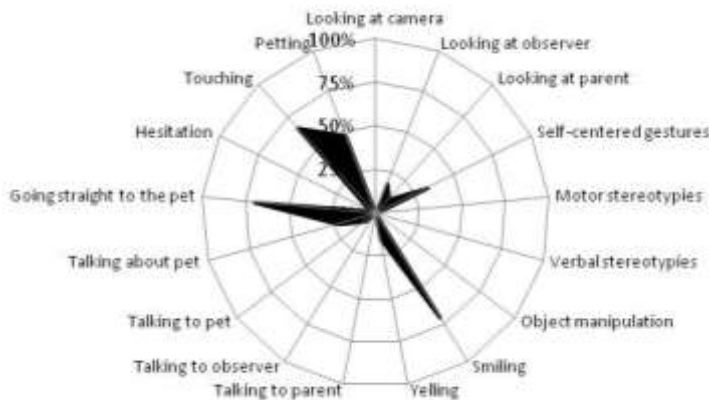 Looking at camera
100%
Petting
Looking at observer
75%
Touching
Looking at parent
50%
Hesitation
Self-centered gestures
Going straight to the pet
Motor stereotypies
Talking about pet
Verbal stereotypies
Talking to pet
Object manipulation
Talking to observer
Smiling
Talking to parent
Yelling